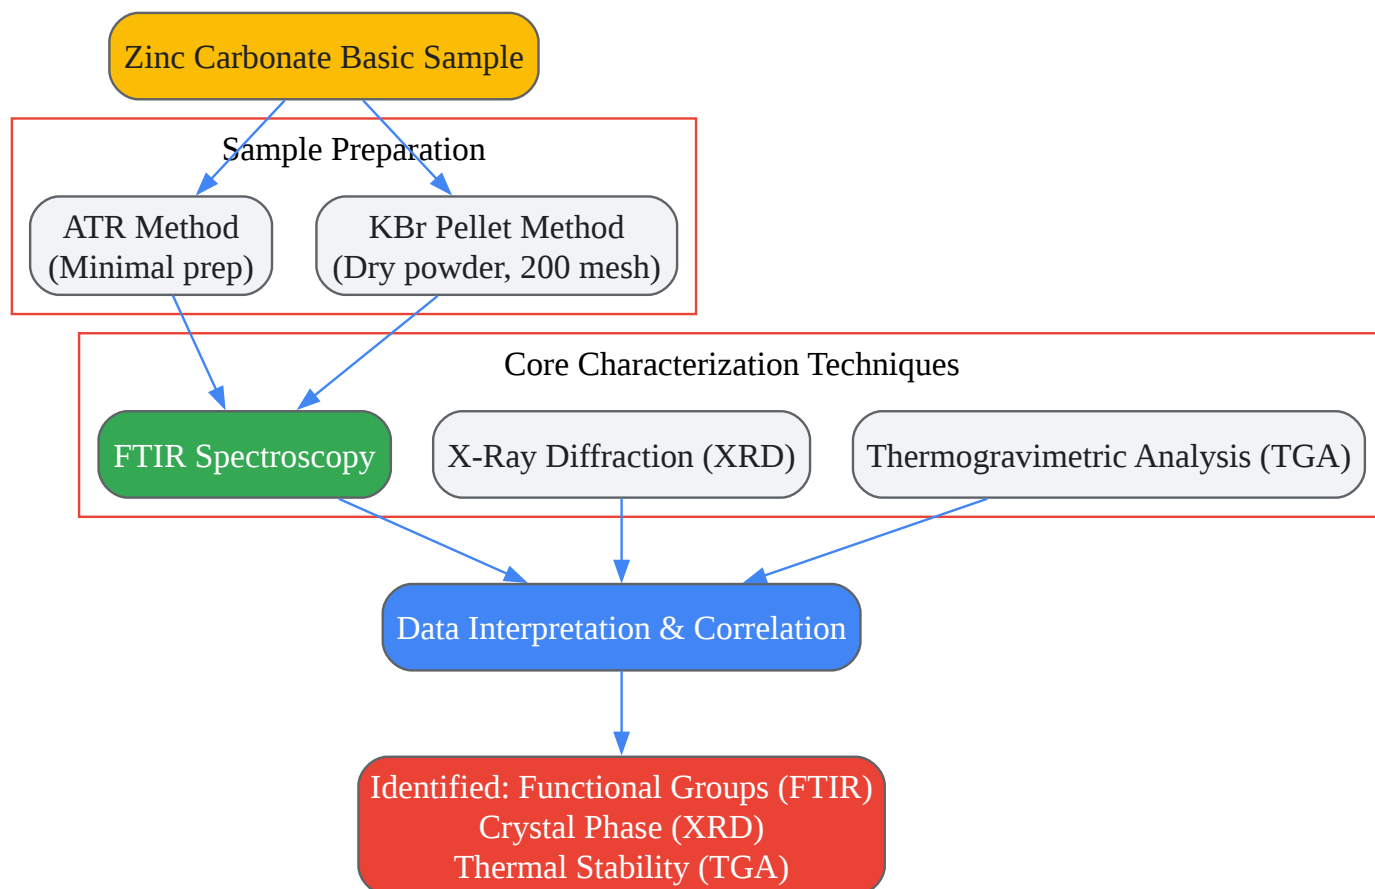 Zinc Carbonate Basic Sample
Sample Preparation
ATR Method
(Minimal prep)
KBr Pellet Method
(Dry powder, 200 mesh)
Core Characterization Techniques
FTIR Spectroscopy
X-Ray Diffraction (XRD)
Thermogravimetric Analysis (TGA)
Data Interpretation & Correlation
Identified: Functional Groups (FTIR)
Crystal Phase (XRD)
Thermal Stability (TGA)